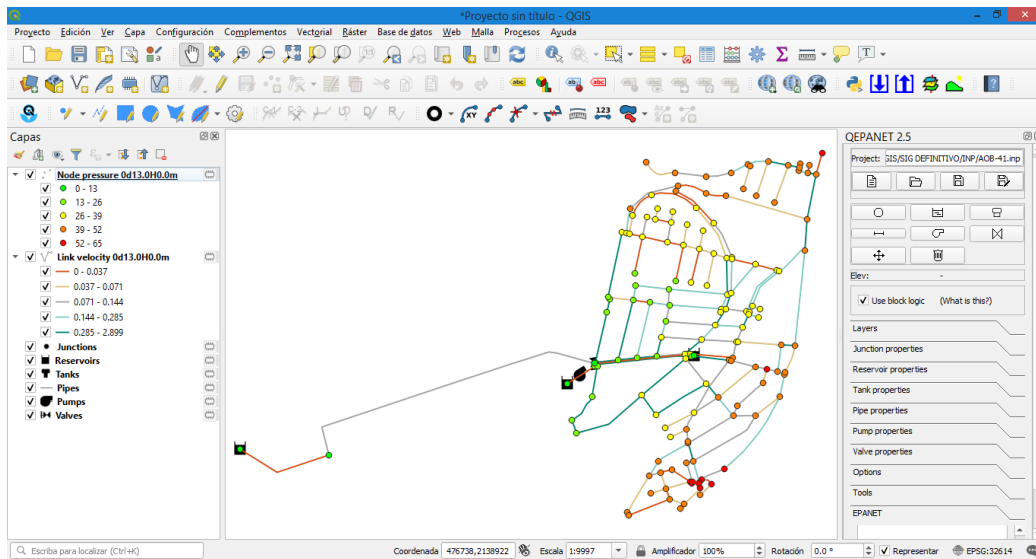 *Proyecto sin título - QGIS
Proyecto Edición Ver Capa Configuración Complementos Vectorial Ráster Base de datos Web Malla Procesos Ayuda
abc ab abc
XY 123
Capas
Node pressure 0d13.0H0.0m
0 - 13
13 - 26
26 - 39
39 - 52
52 - 65
Link velocity 0d13.0H0.0m
0 - 0.037
0.037 - 0.071
0.071 - 0.144
0.144 - 0.285
0.285 - 2.899
Junctions
Reservoirs
Tanks
Pipes
Pumps
Valves
QEPANET 2.5
Project: GIS/SIG DEFINITIVO/INP/AOB-41.inp
Elev: -
Use block logic (What is this?)
Layers
Junction properties
Reservoir properties
Tank properties
Pipe properties
Pump properties
Valve properties
Options
Tools
EPANET
Escriba para localizar (Ctrl+K) Coordenada 476738,2138922 Escala 1:9997 Amplificador 100% Rotación 0.0 ° Representar EPSG:32614